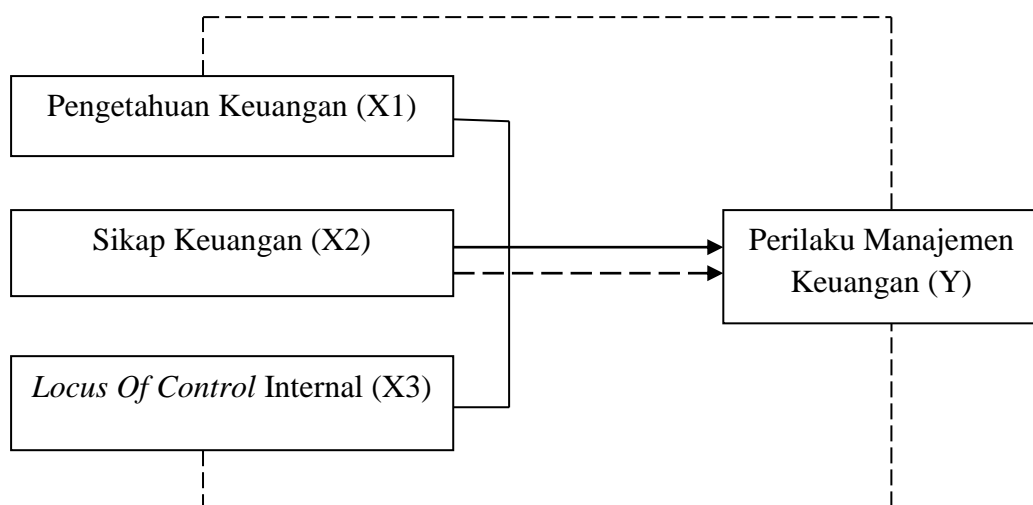 Pengetahuan Keuangan (X1)
Sikap Keuangan (X2)
Locus Of Control Internal (X3)
Perilaku Manajemen
Keuangan (Y)